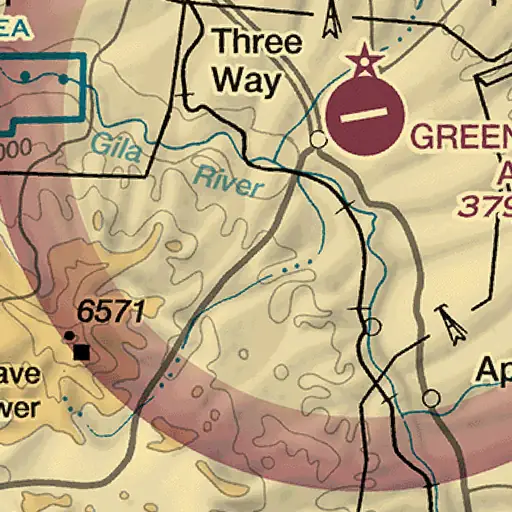 EA
Three
Way
GREEN
A
379
000
Gila
River
6571
ave
wer
Ap